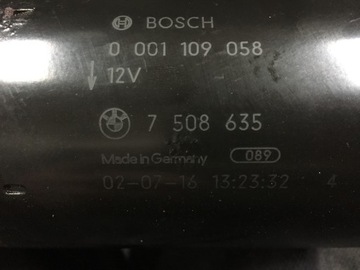 BOSCH
0 001 109 058
12V
7 508 635
Made in Germany 089
02-07-16 13:23:32 4